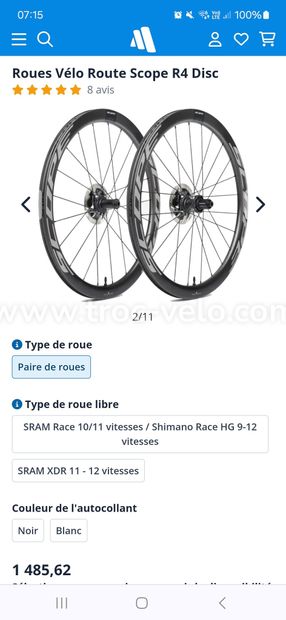 07:15
100%
Roues Vélo Route Scope R4 Disc
8 avis
SCOPE
www.troc-velo.com
2/11
Type de roue
Paire de roues
Type de roue libre
SRAM Race 10/11 vitesses / Shimano Race HG 9-12
vitesses
SRAM XDR 11 - 12 vitesses
Couleur de l'autocollant
Noir
Blanc
1 485,62